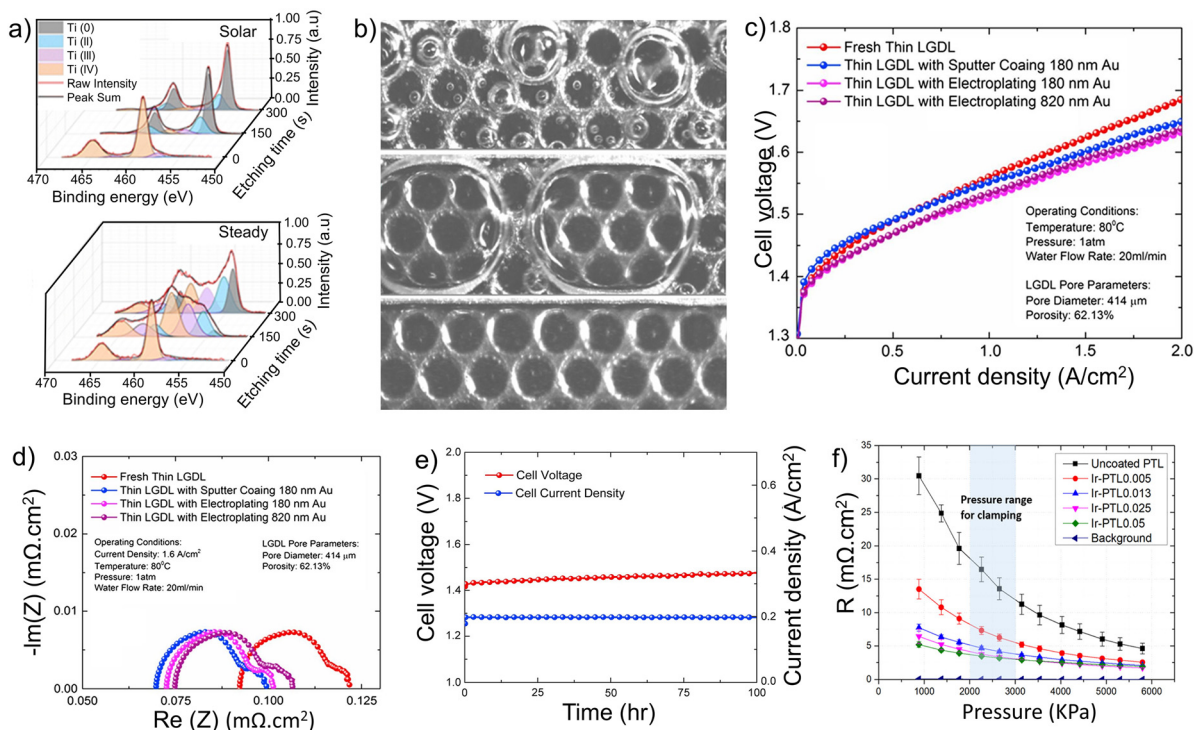 a)
Ti (0)
Ti (II)
Ti (III)
Ti (IV)
Raw Intensity
Peak Sum
Solar
1.00
0.75
0.50
0.25
0.00
Intensity (a.u)
300
150
0
Etching time (s)
470 465 460 455 450
Binding energy (eV)
Steady
1.00
0.75
0.50
0.25
0.00
Intensity (a.u)
300
150
0
Etching time (s)
470 465 460 455 450
Binding energy (eV)
b)
c)
Fresh Thin LGDL
Thin LGDL with Sputter Coaing 180 nm Au
Thin LGDL with Electroplating 180 nm Au
Thin LGDL with Electroplating 820 nm Au
1.8
1.7
1.6
1.5
1.4
1.3
Cell voltage (V)
Operating Conditions:
Temperature: 80⁰C
Pressure: 1atm
Water Flow Rate: 20ml/min
LGDL Pore Parameters:
Pore Diameter: 414 μm
Porosity: 62.13%
0.0 0.5 1.0 1.5 2.0
Current density (A/cm²)
d)
0.03
0.02
0.01
0.00
-Im(Z) (mΩ.cm²)
Fresh Thin LGDL
Thin LGDL with Sputter Coaing 180 nm Au
Thin LGDL with Electroplating 180 nm Au
Thin LGDL with Electroplating 820 nm Au
Operating Conditions:
Current Density: 1.6 A/cm²
Temperature: 80⁰C
Pressure: 1atm
Water Flow Rate: 20ml/min
LGDL Pore Parameters:
Pore Diameter: 414 μm
Porosity: 62.13%
0.050 0.075 0.100 0.125
Re (Z) (mΩ.cm²)
e)
2.0
1.8
1.6
1.4
1.2
1.0
Cell voltage (V)
Cell Voltage
Cell Current Density
0.6
0.4
0.3
0.2
0.1
0.0
Current density (A/cm²)
0 25 50 75 100
Time (hr)
f)
35
30
25
20
15
10
5
0
R (mΩ.cm²)
Pressure range
for clamping
Uncoated PTL
Ir-PTL0.005
Ir-PTL0.013
Ir-PTL0.025
Ir-PTL0.05
Background
0 1000 2000 3000 4000 5000 6000
Pressure (KPa)